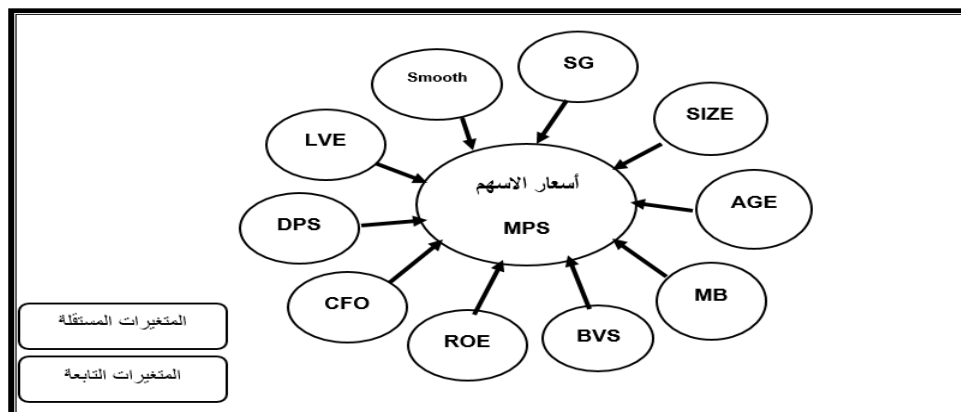 SG
Smooth
SIZE
LVE
أسعار الاسهم
MPS
AGE
DPS
MB
CFO
BVS
ROE
المتغيرات المستقلة
المتغيرات التابعة